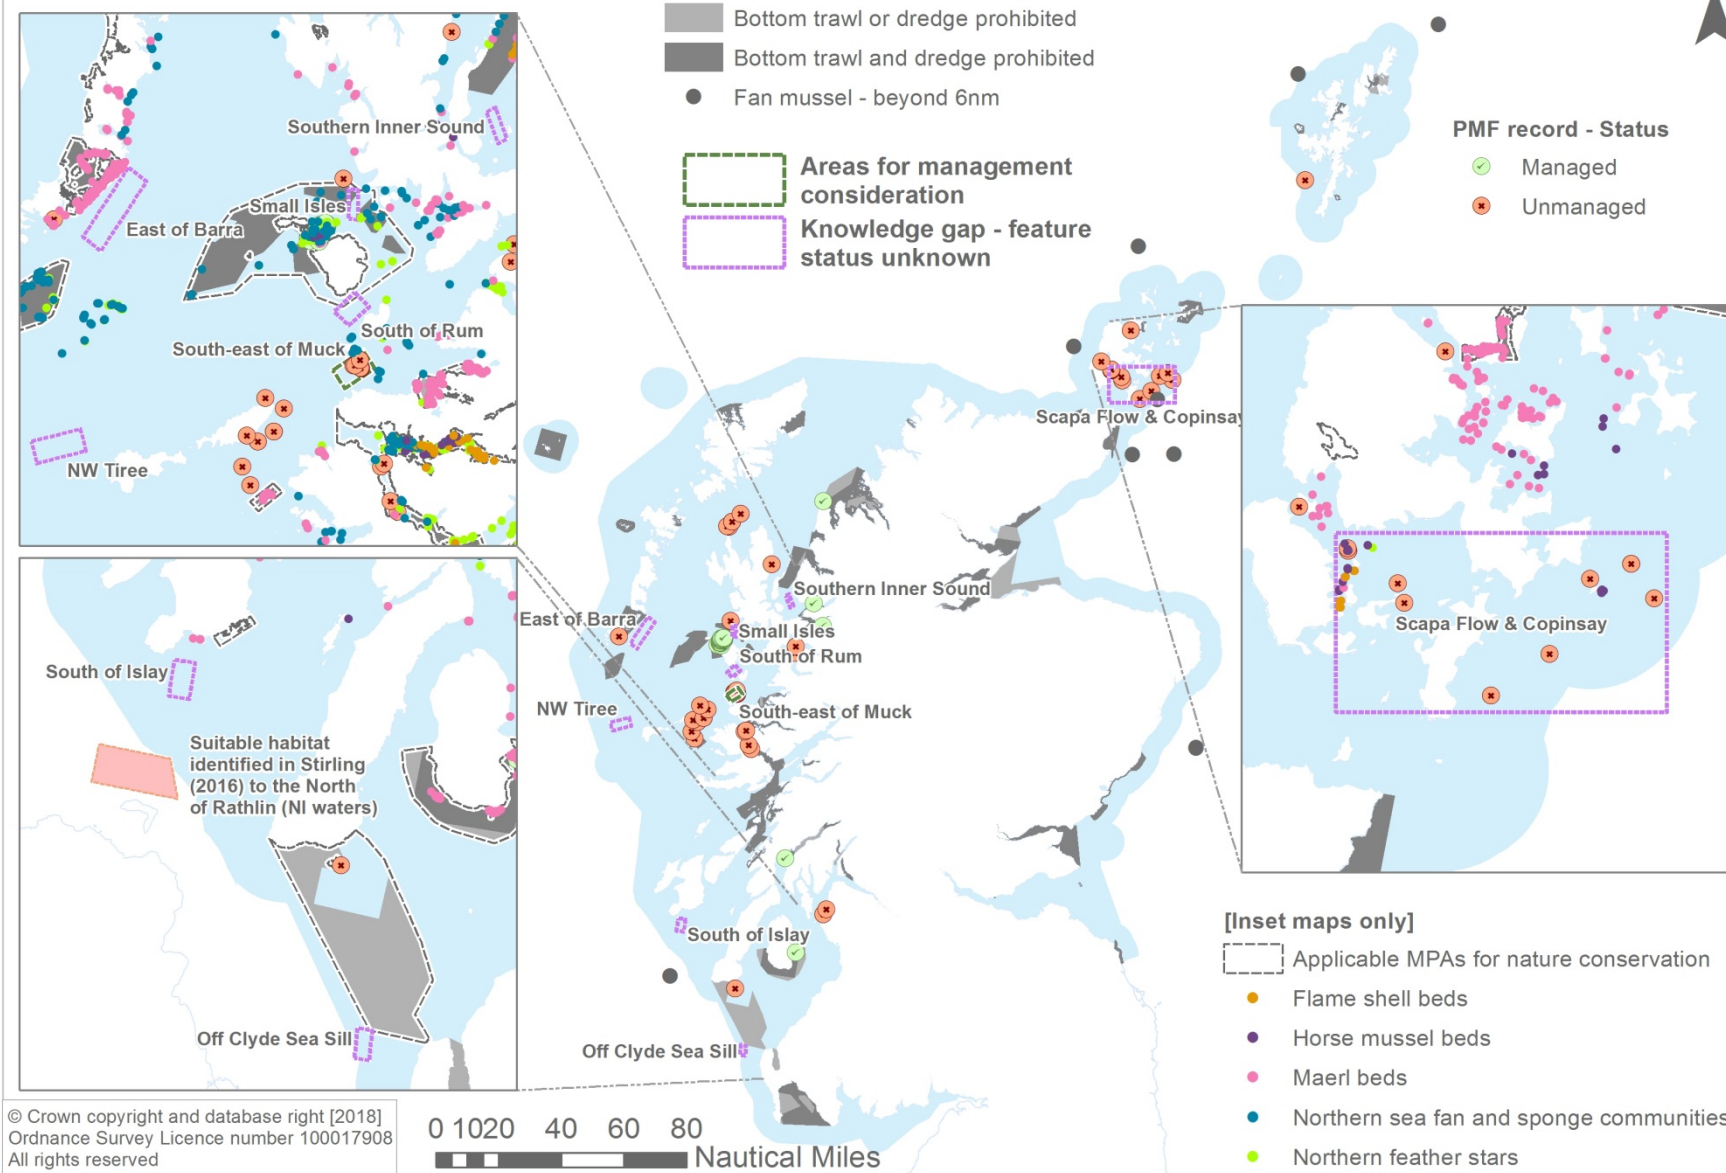 Bottom trawl or dredge prohibited
Bottom trawl and dredge prohibited
Fan mussel - beyond 6nm
Areas for management
consideration
Knowledge gap - feature
status unknown
PMF record - Status
Managed
Unmanaged
Southern Inner Sound
Small Isles
East of Barra
South of Rum
South-east of Muck
NW Tiree
South of Islay
Suitable habitat
identified in Stirling
(2016) to the North
of Rathlin (NI waters)
Off Clyde Sea Sill
Scapa Flow & Copinsay
Southern Inner Sound
East of Barra
Small Isles
South of Rum
NW Tiree
South-east of Muck
South of Islay
Off Clyde Sea Sill
Scapa Flow & Copinsay
[Inset maps only]
Applicable MPAs for nature conservation
Flame shell beds
Horse mussel beds
Maerl beds
Northern sea fan and sponge communities
Northern feather stars
© Crown copyright and database right [2018]
Ordnance Survey Licence number 100017908
All rights reserved
0 10 20 40 60 80
Nautical Miles